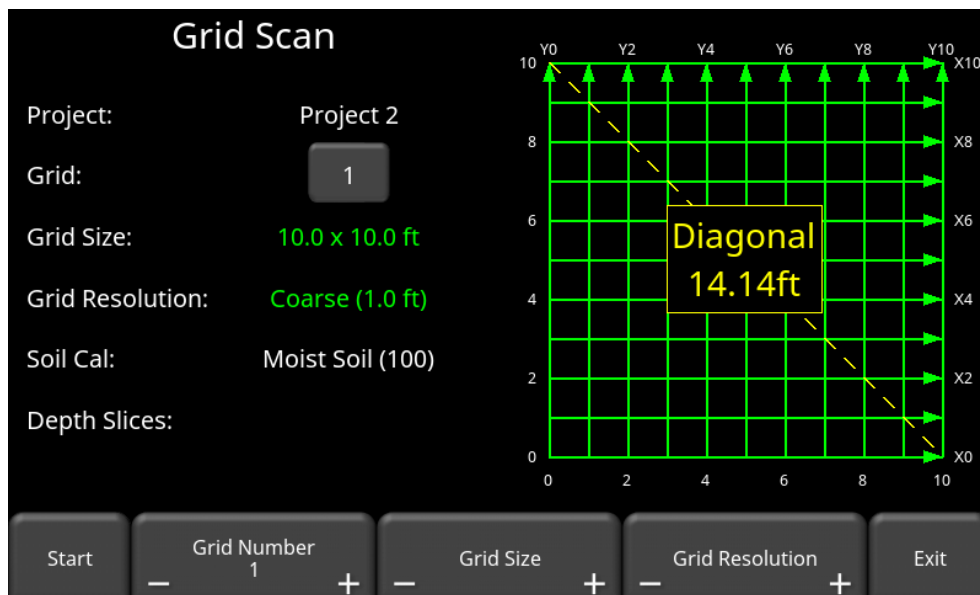 Grid Scan
Project: Project 2
Grid: 1
Grid Size: 10.0 x 10.0 ft
Grid Resolution: Coarse (1.0 ft)
Soil Cal: Moist Soil (100)
Depth Slices:
Y0 Y2 Y4 Y6 Y8 Y10
10 X10
8 X8
6 X6
Diagonal
14.14ft
4 X4
2 X2
0 X0
0 2 4 6 8 10
Start
Grid Number
− 1 +
− Grid Size +
− Grid Resolution +
Exit